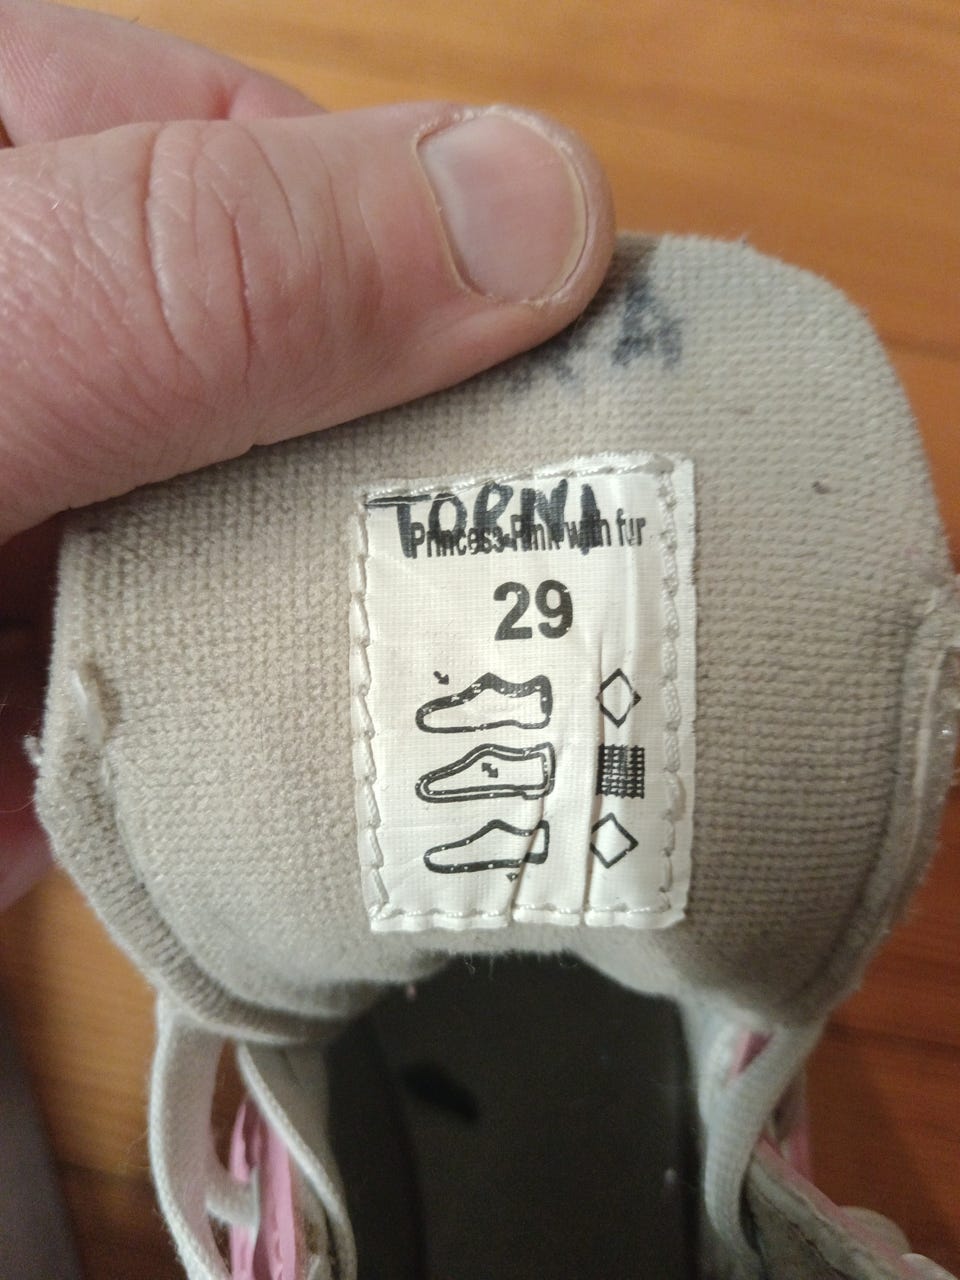 A
TORNA
Princess-Pink with fur
29